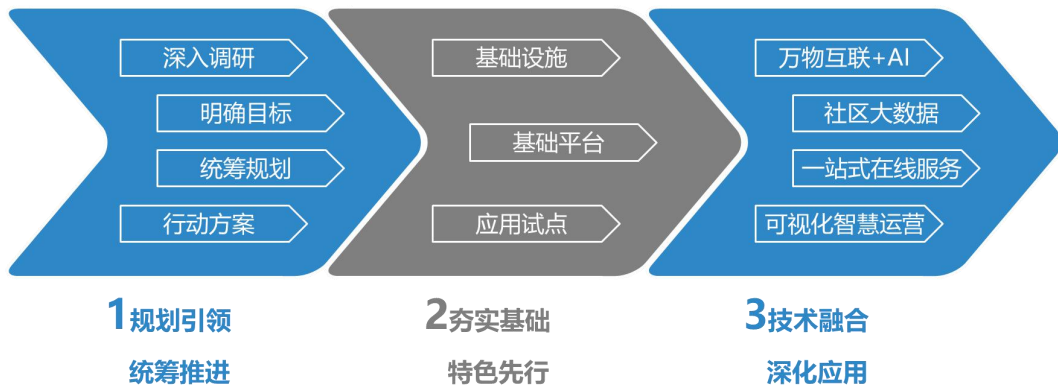 深入调研
明确目标
统筹规划
行动方案
基础设施
基础平台
应用试点
万物互联+AI
社区大数据
一站式在线服务
可视化智慧运营
1规划引领
统筹推进
2夯实基础
特色先行
3技术融合
深化应用